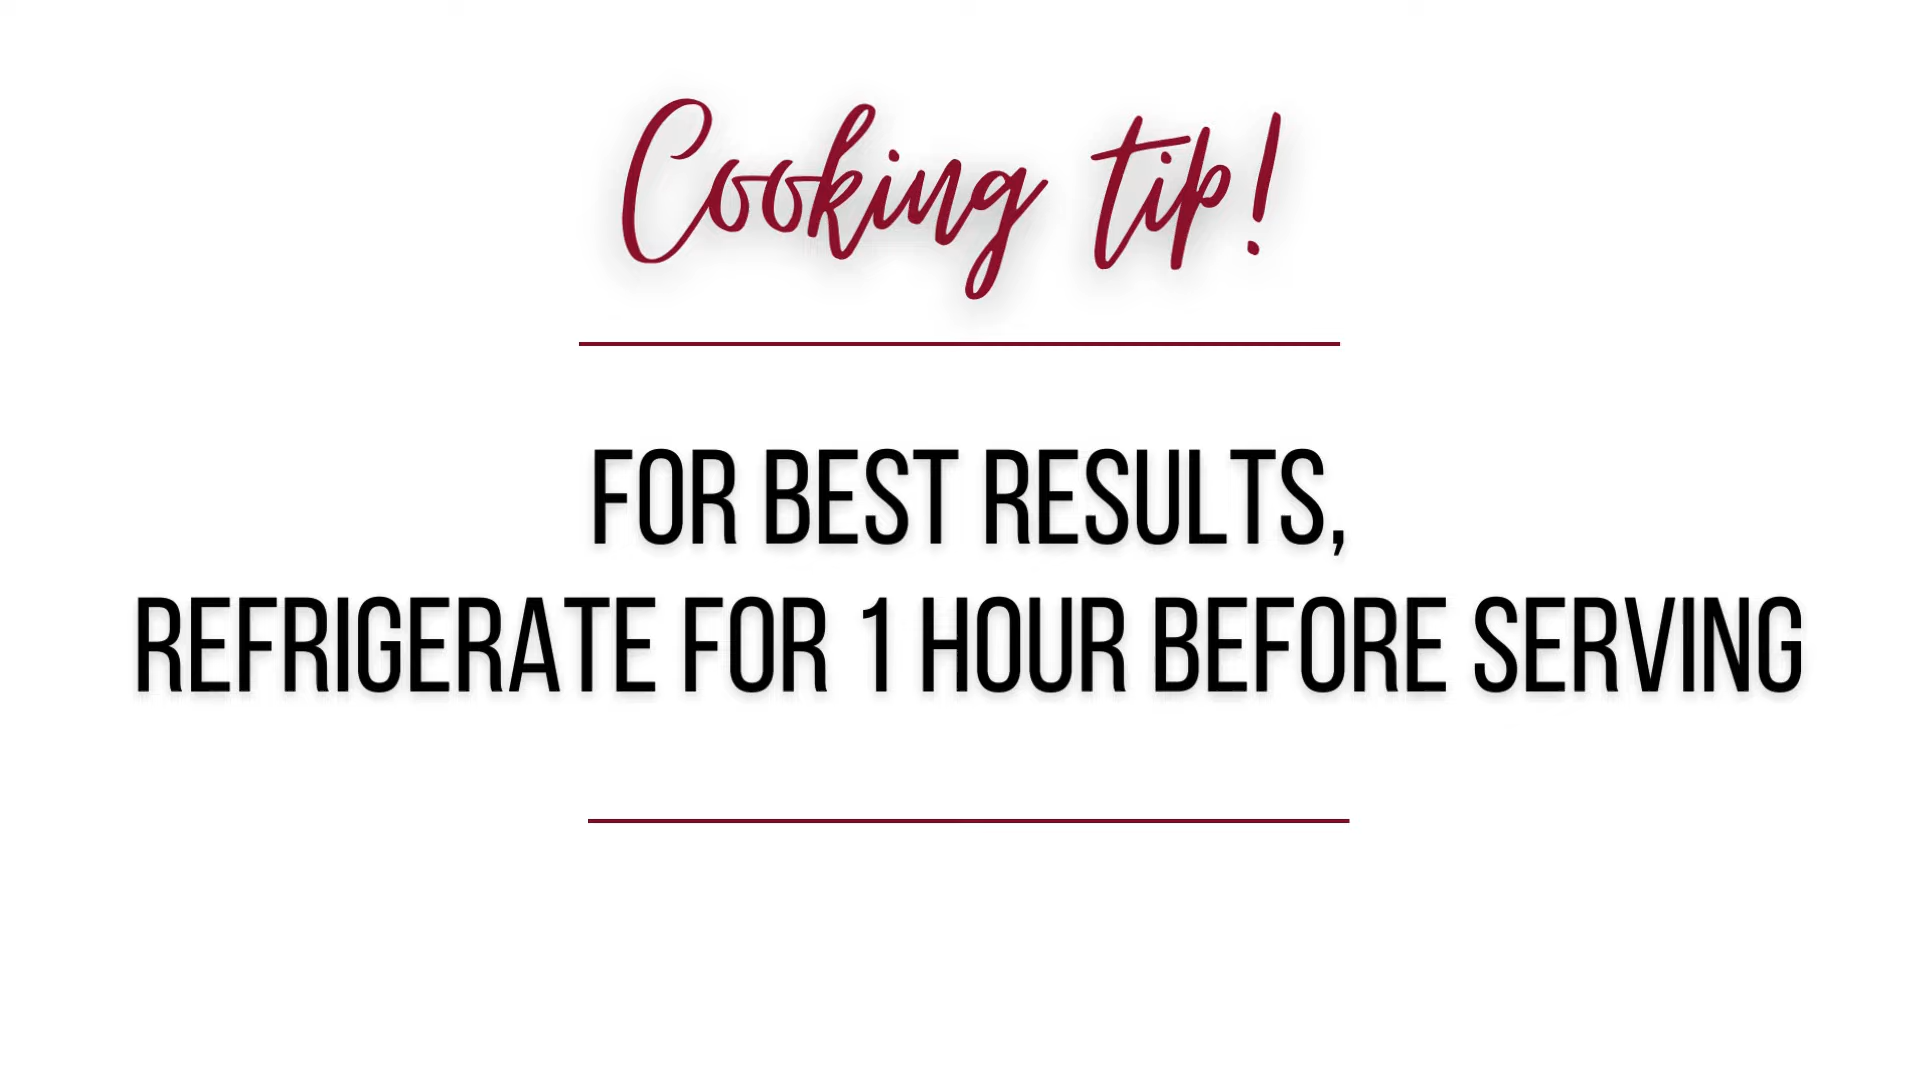 Cooking tip!
FOR BEST RESULTS,
REFRIGERATE FOR 1 HOUR BEFORE SERVING